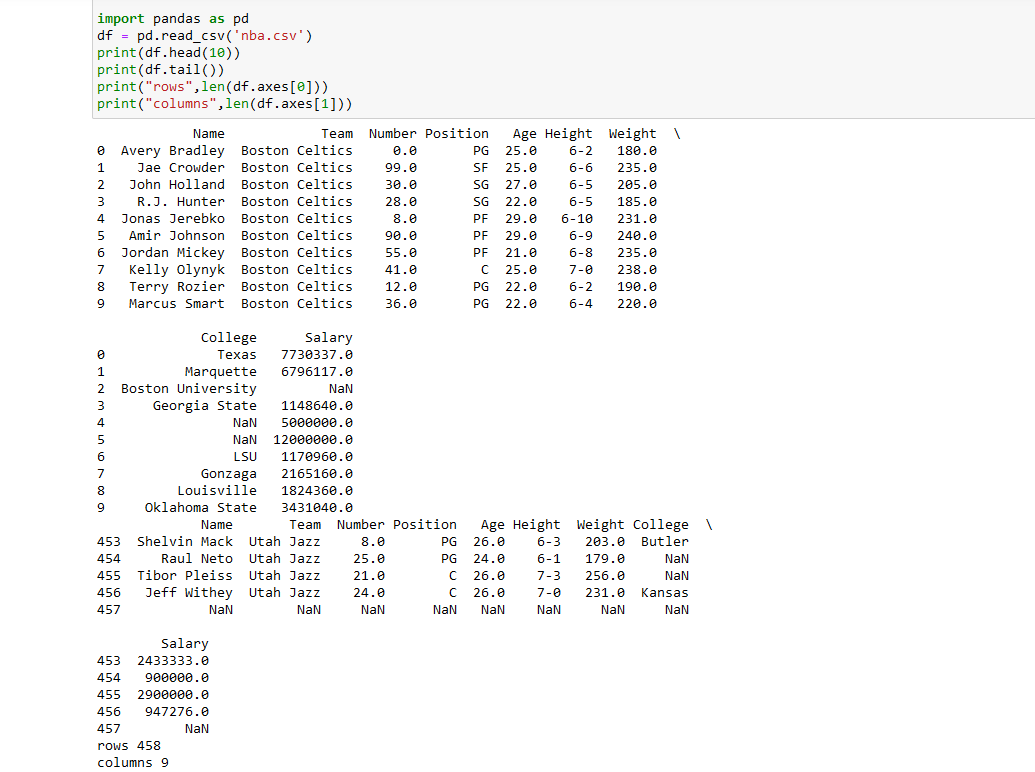 import pandas as pd
df = pd.read_csv('nba.csv')
print(df.head(10))
print(df.tail())
print("rows",len(df.axes[0]))
print("columns",len(df.axes[1]))
            Name            Team  Number Position   Age Height  Weight  \
0  Avery Bradley  Boston Celtics     0.0       PG  25.0    6-2   180.0
1    Jae Crowder  Boston Celtics    99.0       SF  25.0    6-6   235.0
2   John Holland  Boston Celtics    30.0       SG  27.0    6-5   205.0
3    R.J. Hunter  Boston Celtics    28.0       SG  22.0    6-5   185.0
4  Jonas Jerebko  Boston Celtics     8.0       PF  29.0   6-10   231.0
5   Amir Johnson  Boston Celtics    90.0       PF  29.0    6-9   240.0
6  Jordan Mickey  Boston Celtics    55.0       PF  21.0    6-8   235.0
7   Kelly Olynyk  Boston Celtics    41.0        C  25.0    7-0   238.0
8   Terry Rozier  Boston Celtics    12.0       PG  22.0    6-2   190.0
9   Marcus Smart  Boston Celtics    36.0       PG  22.0    6-4   220.0
             College      Salary
0              Texas   7730337.0
1          Marquette   6796117.0
2  Boston University         NaN
3      Georgia State   1148640.0
4                NaN   5000000.0
5                NaN  12000000.0
6                LSU   1170960.0
7            Gonzaga   2165160.0
8         Louisville   1824360.0
9     Oklahoma State   3431040.0
             Name       Team  Number Position   Age Height  Weight College  \
453  Shelvin Mack  Utah Jazz     8.0       PG  26.0    6-3   203.0  Butler
454     Raul Neto  Utah Jazz    25.0       PG  24.0    6-1   179.0     NaN
455  Tibor Pleiss  Utah Jazz    21.0        C  26.0    7-3   256.0     NaN
456   Jeff Withey  Utah Jazz    24.0        C  26.0    7-0   231.0  Kansas
457           NaN        NaN     NaN      NaN   NaN    NaN     NaN     NaN
        Salary
453  2433333.0
454   900000.0
455  2900000.0
456   947276.0
457        NaN
rows 458
columns 9